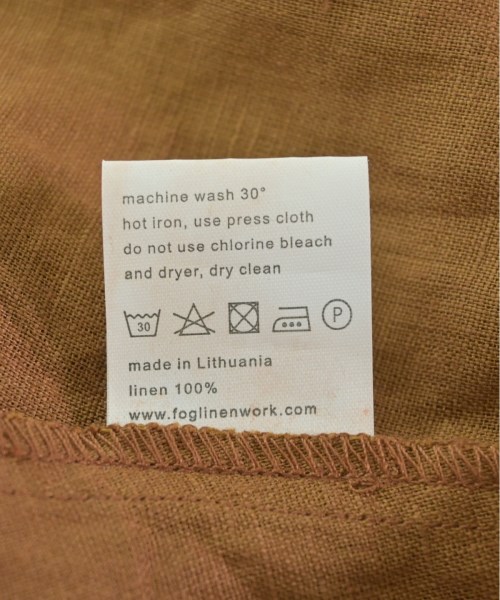 machine wash 30°
hot iron, use press cloth
do not use chlorine bleach
and dryer, dry clean
30 P
made in Lithuania
linen 100%
www.foglinenwork.com